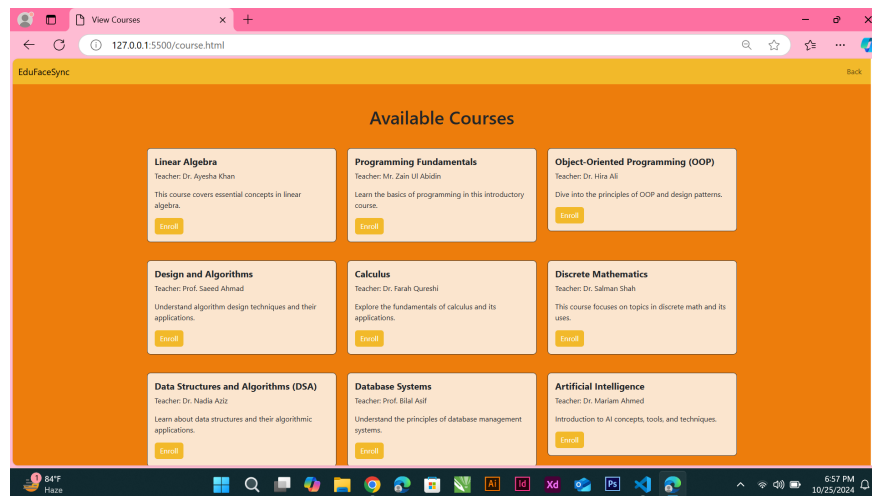 View Courses
127.0.0.1:5500/course.html
EduFaceSync
Back
Available Courses
Linear Algebra
Teacher: Dr. Ayesha Khan
This course covers essential concepts in linear
algebra.
Enroll
Programming Fundamentals
Teacher: Mr. Zain Ul Abidin
Learn the basics of programming in this introductory
course.
Enroll
Object-Oriented Programming (OOP)
Teacher: Dr. Hira Ali
Dive into the principles of OOP and design patterns.
Enroll
Design and Algorithms
Teacher: Prof. Saeed Ahmad
Understand algorithm design techniques and their
applications.
Enroll
Calculus
Teacher: Dr. Farah Qureshi
Explore the fundamentals of calculus and its
applications.
Enroll
Discrete Mathematics
Teacher: Dr. Salman Shah
This course focuses on topics in discrete math and its
uses.
Enroll
Data Structures and Algorithms (DSA)
Teacher: Dr. Nadia Aziz
Learn about data structures and their algorithmic
applications.
Enroll
Database Systems
Teacher: Prof. Bilal Asif
Understand the principles of database management
systems.
Enroll
Artificial Intelligence
Teacher: Dr. Mariam Ahmed
Introduction to AI concepts, tools, and techniques.
Enroll
1
84°F
Haze
Ai
Id
Xd
Ps
6:57 PM
10/25/2024